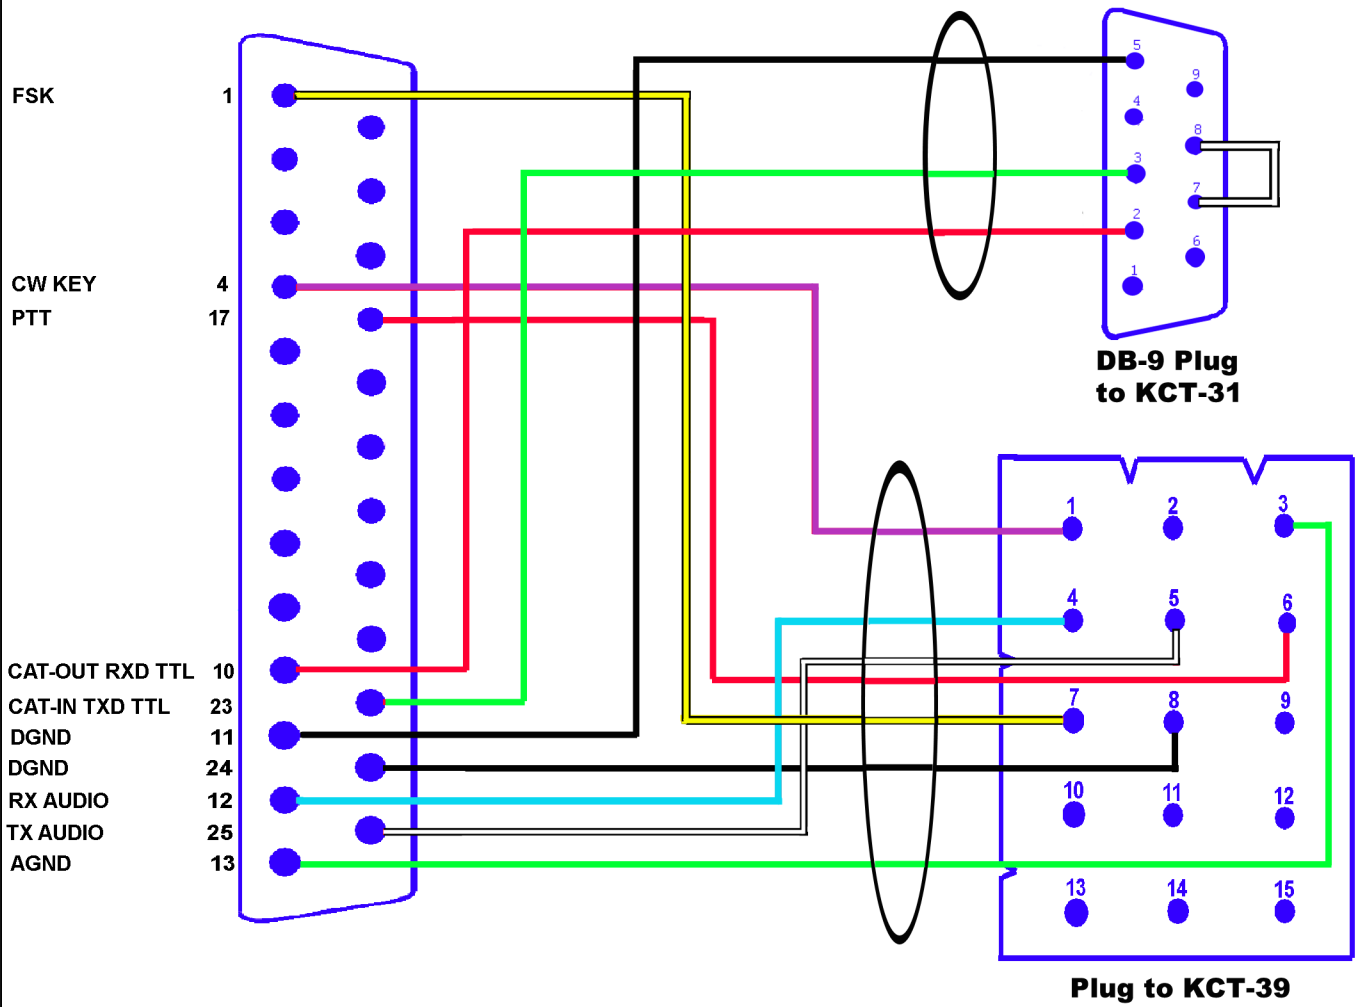 FSK 1
CW KEY 4
PTT 17
CAT-OUT RXD TTL 10
CAT-IN TXD TTL 23
DGND 11
DGND 24
RX AUDIO 12
TX AUDIO 25
AGND 13
5
9
4
8
3
7
2
6
1
DB-9 Plug
to KCT-31
1 2 3
4 5 6
7 8 9
10 11 12
13 14 15
Plug to KCT-39